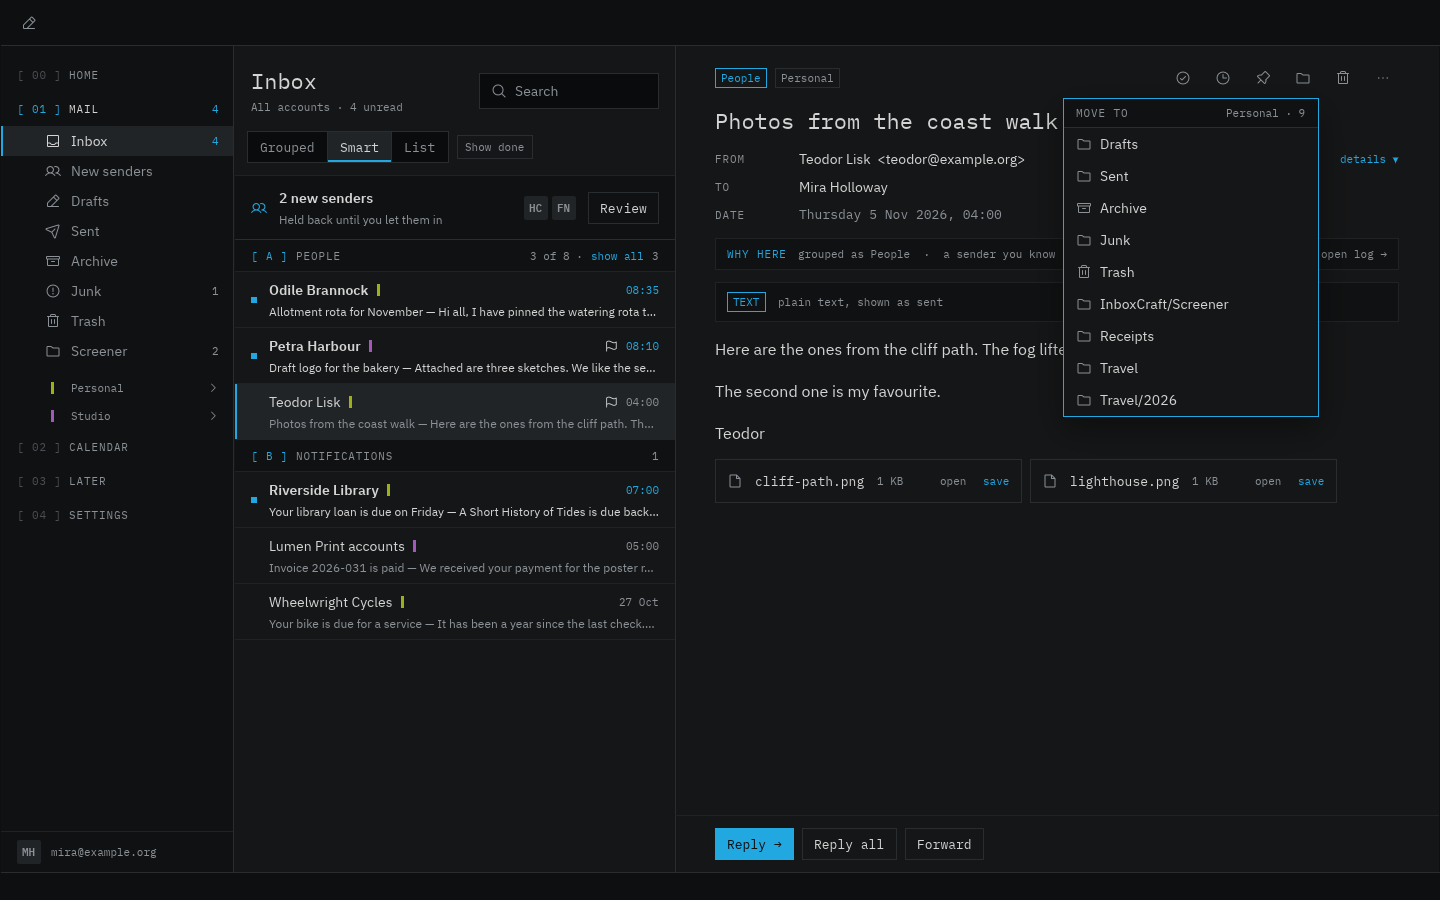 [ 00 ] HOME
[ 01 ] MAIL 4
Inbox 4
New senders
Drafts
Sent
Archive
Junk 1
Trash
Screener 2
Personal
Studio
[ 02 ] CALENDAR
[ 03 ] LATER
[ 04 ] SETTINGS
MH mira@example.org
Inbox
All accounts · 4 unread
Search
Grouped Smart List Show done
2 new senders
Held back until you let them in
HC FN Review
[ A ] PEOPLE 3 of 8 · show all 3
Odile Brannock 08:35
Allotment rota for November — Hi all, I have pinned the watering rota t...
Petra Harbour 08:10
Draft logo for the bakery — Attached are three sketches. We like the se...
Teodor Lisk 04:00
Photos from the coast walk — Here are the ones from the cliff path. Th...
[ B ] NOTIFICATIONS 1
Riverside Library 07:00
Your library loan is due on Friday — A Short History of Tides is due back...
Lumen Print accounts 05:00
Invoice 2026-031 is paid — We received your payment for the poster r...
Wheelwright Cycles 27 Oct
Your bike is due for a service — It has been a year since the last check....
People Personal
Photos from the coast walk
FROM Teodor Lisk <teodor@example.org> details ▾
TO Mira Holloway
DATE Thursday 5 Nov 2026, 04:00
WHY HERE grouped as People · a sender you know open log →
TEXT plain text, shown as sent
Here are the ones from the cliff path. The fog lifte
The second one is my favourite.
Teodor
cliff-path.png 1 KB open save
lighthouse.png 1 KB open save
Reply → Reply all Forward
MOVE TO Personal · 9
Drafts
Sent
Archive
Junk
Trash
InboxCraft/Screener
Receipts
Travel
Travel/2026